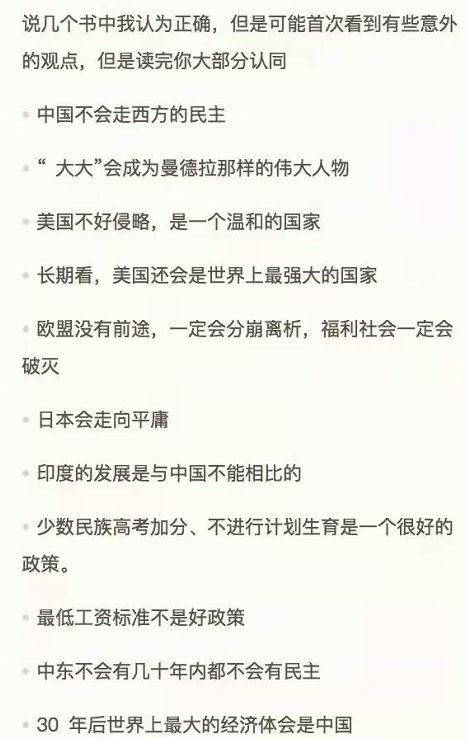 说几个书中我认为正确，但是可能首次看到有些意外
的观点，但是读完你大部分认同
• 中国不会走西方的民主
• “ 大大”会成为曼德拉那样的伟大人物
• 美国不好侵略，是一个温和的国家
• 长期看，美国还会是世界上最强大的国家
• 欧盟没有前途，一定会分崩离析，福利社会一定会
破灭
• 日本会走向平庸
• 印度的发展是与中国不能相比的
• 少数民族高考加分、不进行计划生育是一个很好的
政策。
• 最低工资标准不是好政策
• 中东不会有几十年内都不会有民主
• 30 年后世界上最大的经济体会是中国